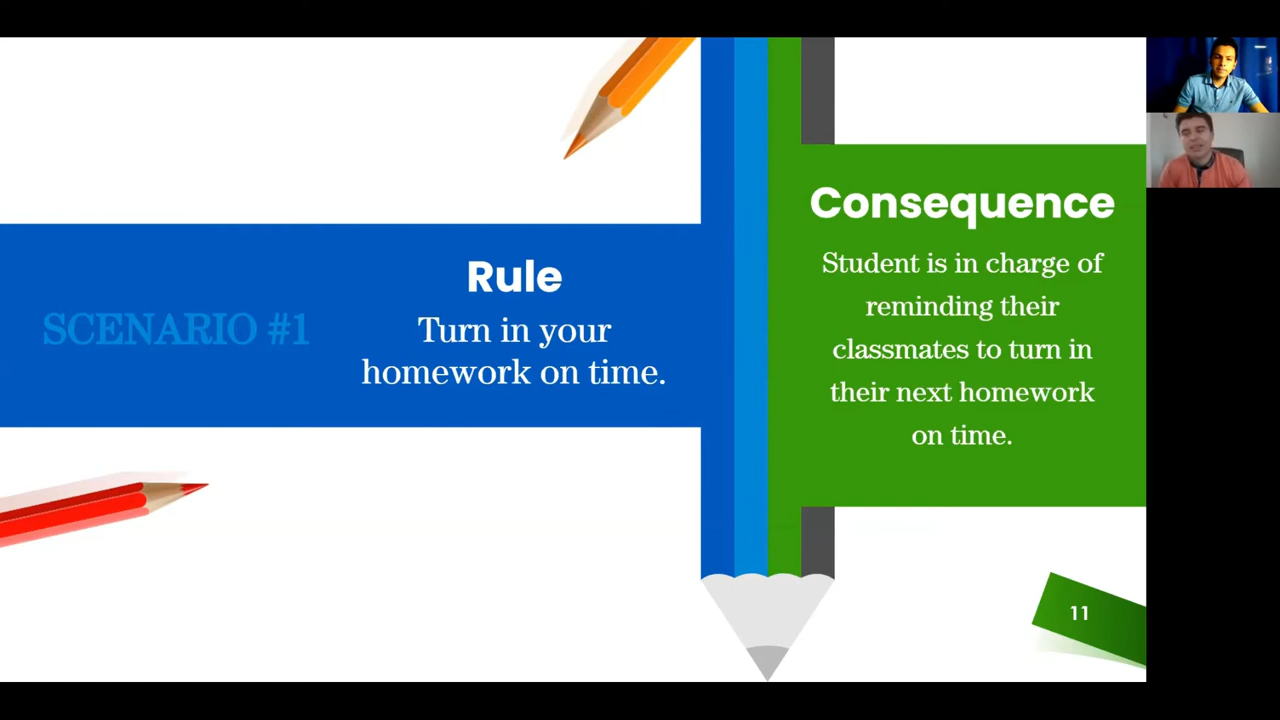 SCENARIO #1
Rule
Turn in your
homework on time.
Consequence
Student is in charge of
reminding their
classmates to turn in
their next homework
on time.
11